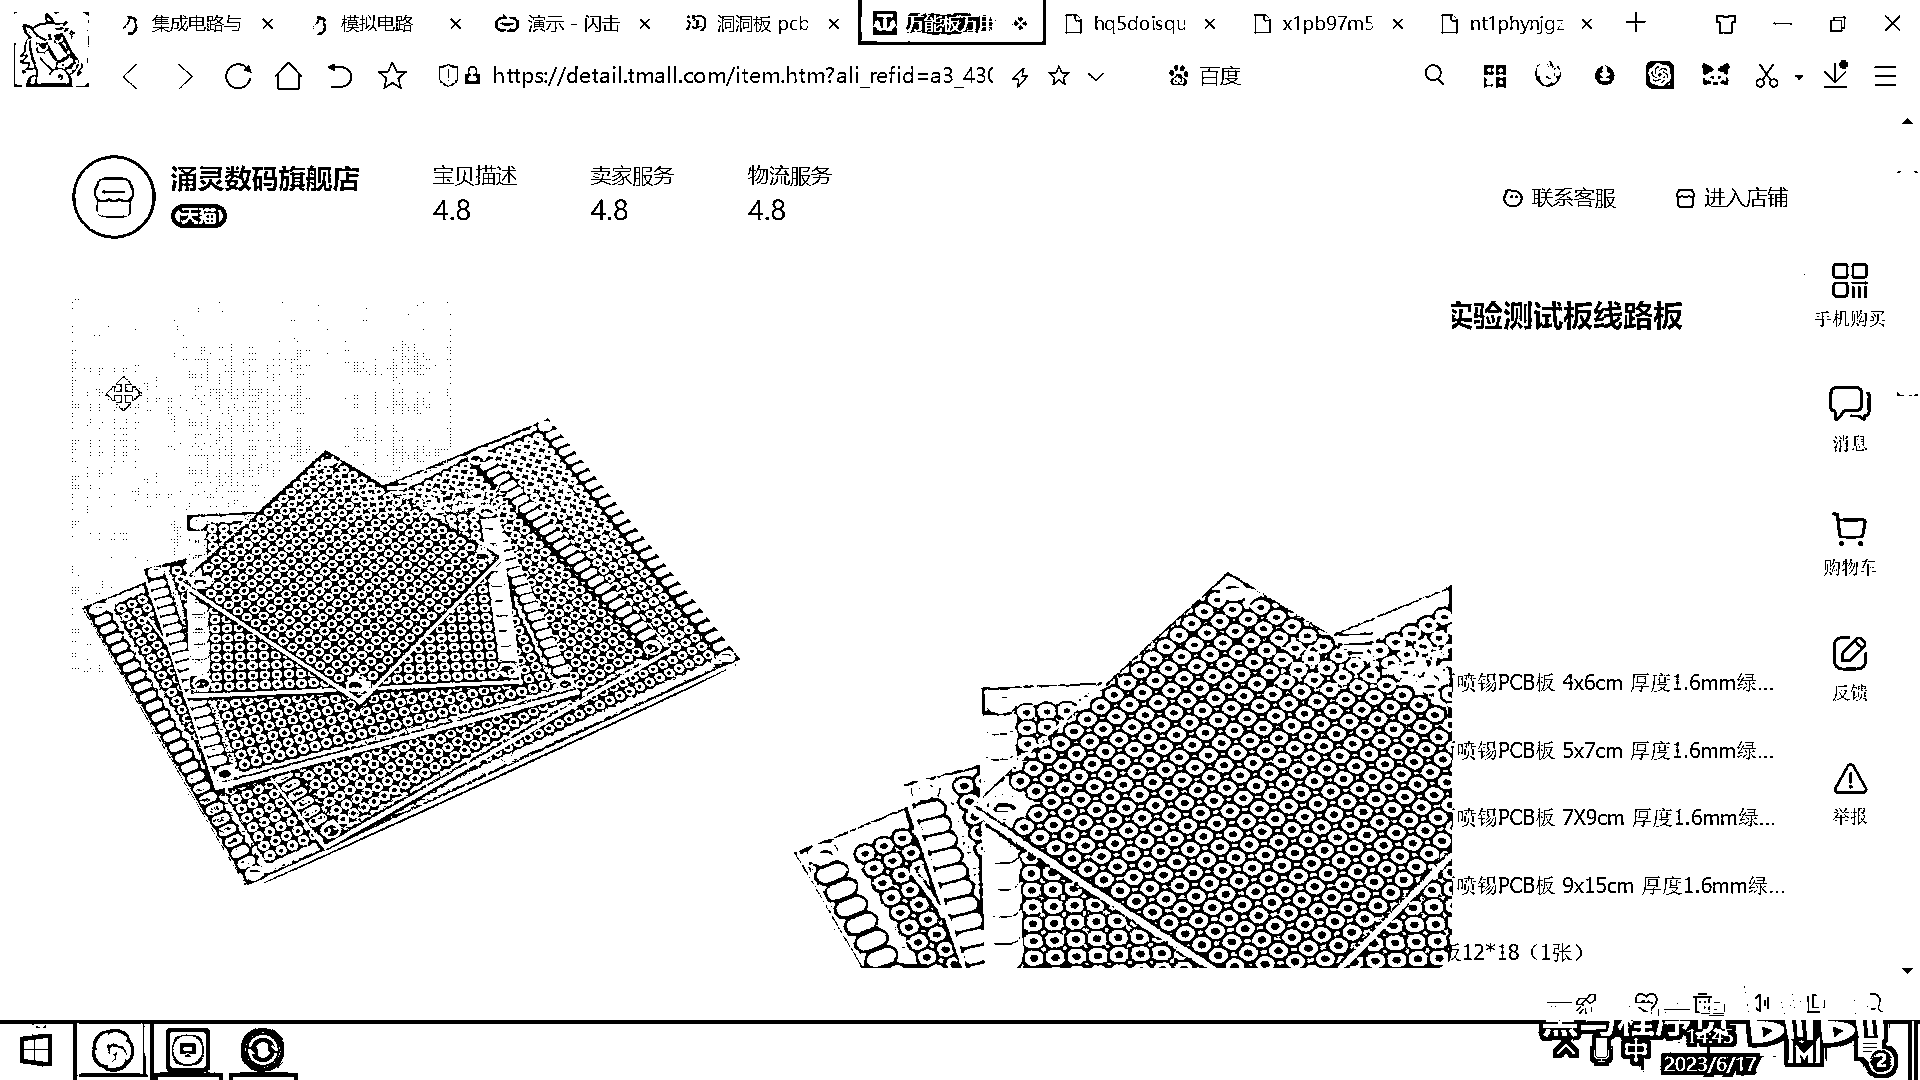 集成电路与
模拟电路
演示 - 闪击
洞洞板 pcb
万能板万用
hq5doisqu
x1pb97m5
nt1phynjgz
https://detail.tmall.com/item.htm?ali_refid=a3_430
百度
涌灵数码旗舰店
天猫
宝贝描述
4.8
卖家服务
4.8
物流服务
4.8
联系客服
进入店铺
实验测试板线路板
手机购买
消息
购物车
反馈
举报
喷锡PCB板 4x6cm 厚度1.6mm绿...
喷锡PCB板 5x7cm 厚度1.6mm绿...
喷锡PCB板 7X9cm 厚度1.6mm绿...
喷锡PCB板 9x15cm 厚度1.6mm绿...
板12*18（1张）
中
14:45
2023/6/17
2